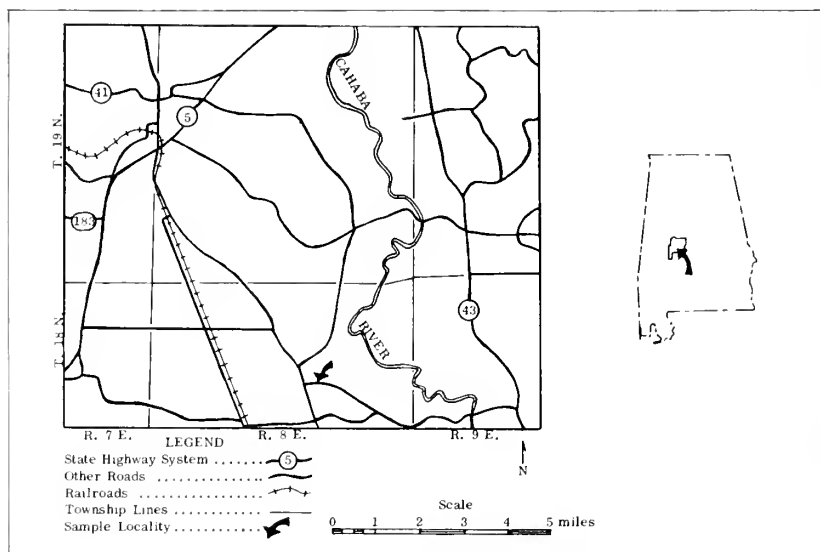 41
5
CAHABA
T. 19 N.
183
T. 18 N.
RIVER
43
R. 7 E. R. 8 E. R. 9 E.
LEGEND
State Highway System ...... 5
Other Roads ..............
Railroads ................
Township Lines ..........
Sample Locality ..........
N
Scale
0 1 2 3 4 5 miles